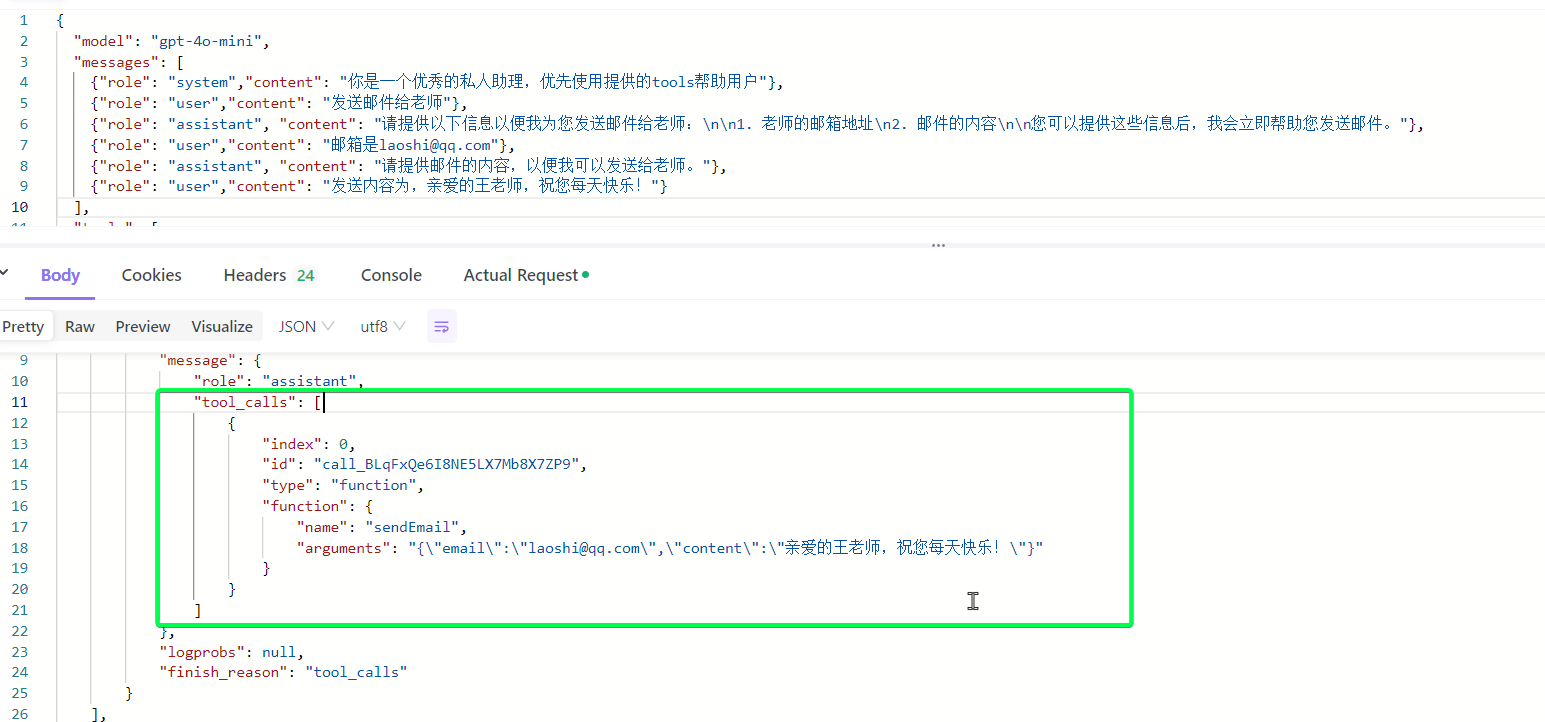 1 {
2 "model": "gpt-4o-mini",
3 "messages": [
4 {"role": "system","content": "你是一个优秀的私人助理，优先使用提供的tools帮助用户"},
5 {"role": "user","content": "发送邮件给老师"},
6 {"role": "assistant", "content": "请提供以下信息以便我为您发送邮件给老师：\n\n1. 老师的邮箱地址\n2. 邮件的内容\n\n您可以提供这些信息后，我会立即帮助您发送邮件。"},
7 {"role": "user","content": "邮箱是laoshi@qq.com"},
8 {"role": "assistant", "content": "请提供邮件的内容，以便我可以发送给老师。"},
9 {"role": "user","content": "发送内容为，亲爱的王老师，祝您每天快乐！"}
10 ],
Body Cookies Headers 24 Console Actual Request
Pretty Raw Preview Visualize JSON utf8
9 "message": {
10 "role": "assistant",
11 "tool_calls": [
12 {
13 "index": 0,
14 "id": "call_BLqFxQe6I8NE5LX7Mb8X7ZP9",
15 "type": "function",
16 "function": {
17 "name": "sendEmail",
18 "arguments": "{\"email\":\"laoshi@qq.com\",\"content\":\"亲爱的王老师，祝您每天快乐！\"}"
19 }
20 }
21 ]
22 },
23 "logprobs": null,
24 "finish_reason": "tool_calls"
25 }
26 ],